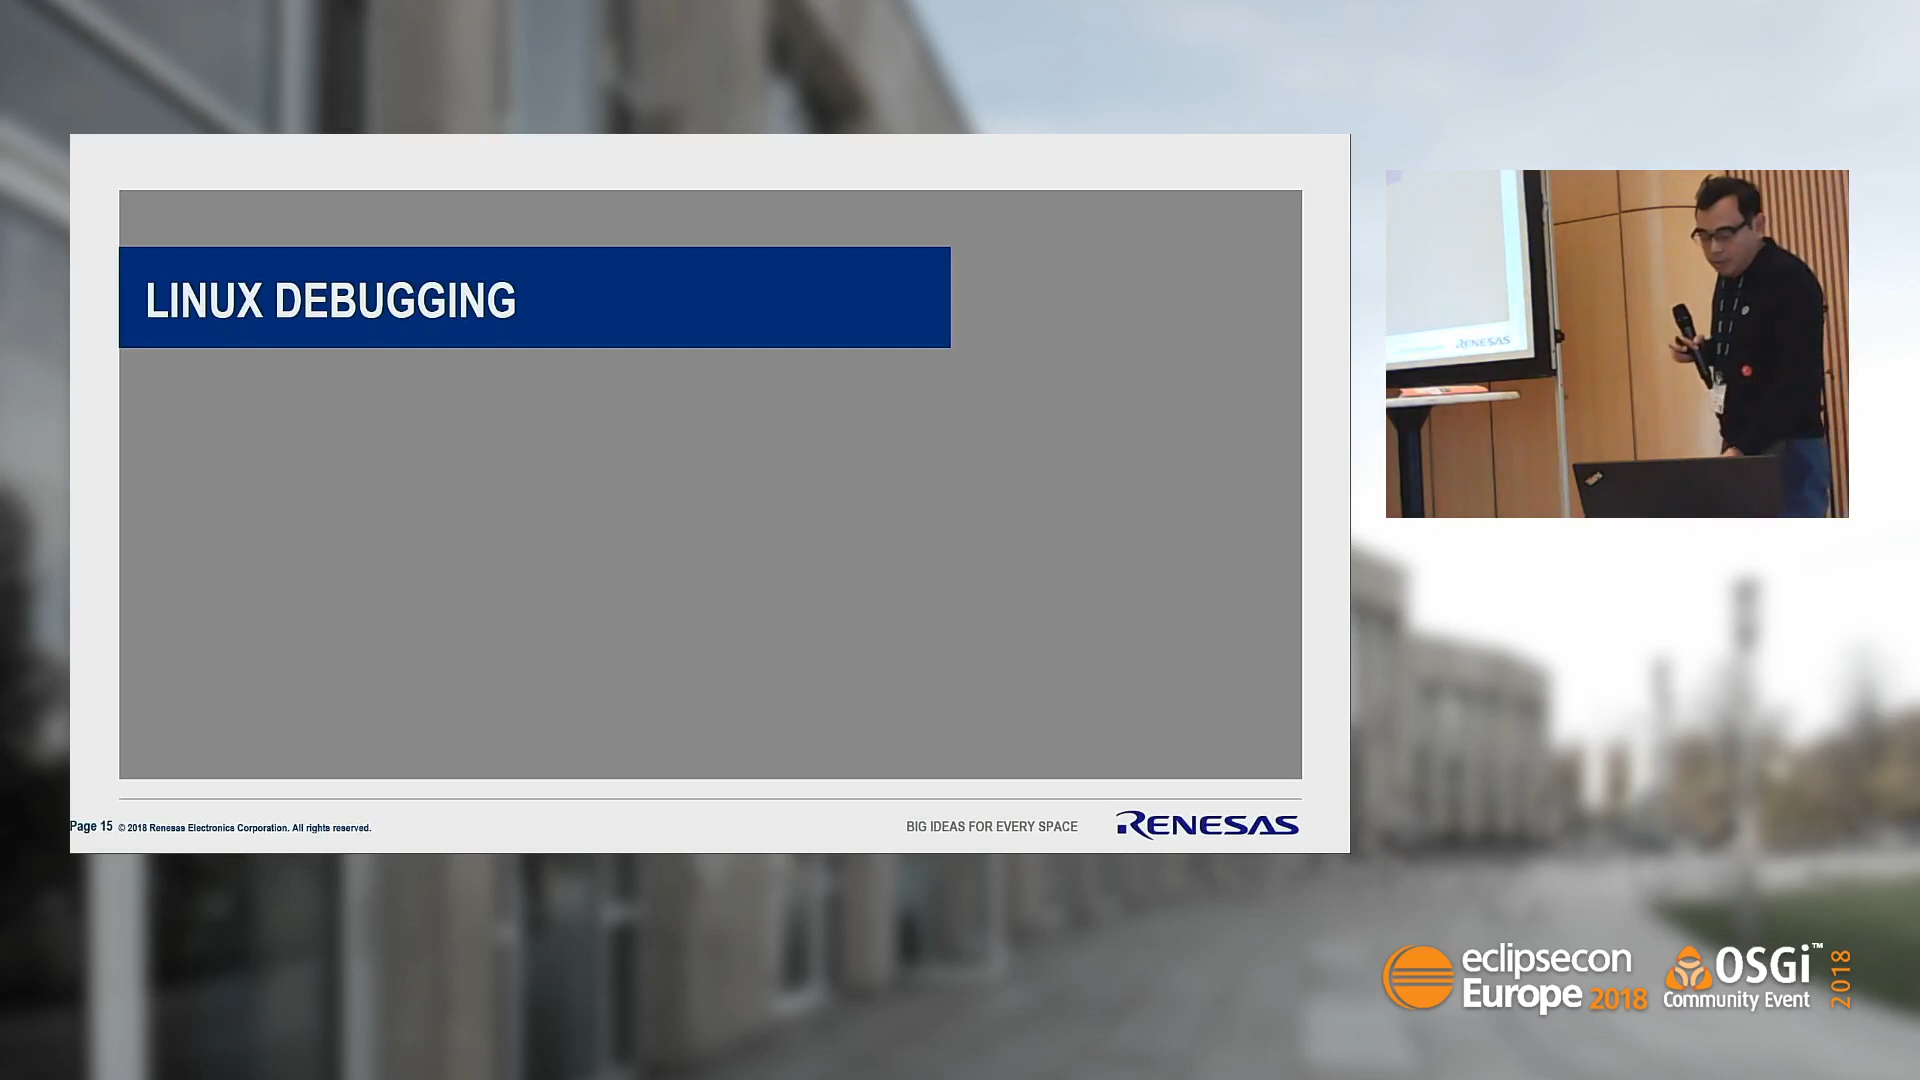 LINUX DEBUGGING
Page 15 © 2018 Renesas Electronics Corporation. All rights reserved.
BIG IDEAS FOR EVERY SPACE
RENESAS
RENESAS
eclipsecon
Europe 2018
OSGi™
Community Event
2018